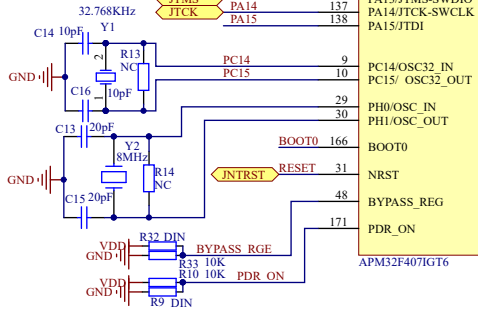 JTMS
PA13/JTMS-SWDIO
JTCK PA14 137 PA14/JTCK-SWCLK
PA15 138 PA15/JTDI
32.768KHz
C14 10pF Y1
2
R13
NC
GND
PC14 9 PC14/OSC32_IN
PC15 10 PC15/ OSC32_OUT
C16 1 10pF
29 PH0/OSC_IN
30 PH1/OSC_OUT
C13 20pF
Y2
8MHz
BOOT0 166 BOOT0
R14
NC
GND
JNTRST RESET 31 NRST
C15 20pF
48 BYPASS_REG
171 PDR_ON
R32 DIN
VDD
GND
BYPASS_RGE
R33 10K
APM32F407IGT6
R10 10K
PDR_ON
VDD
GND
R9 DIN